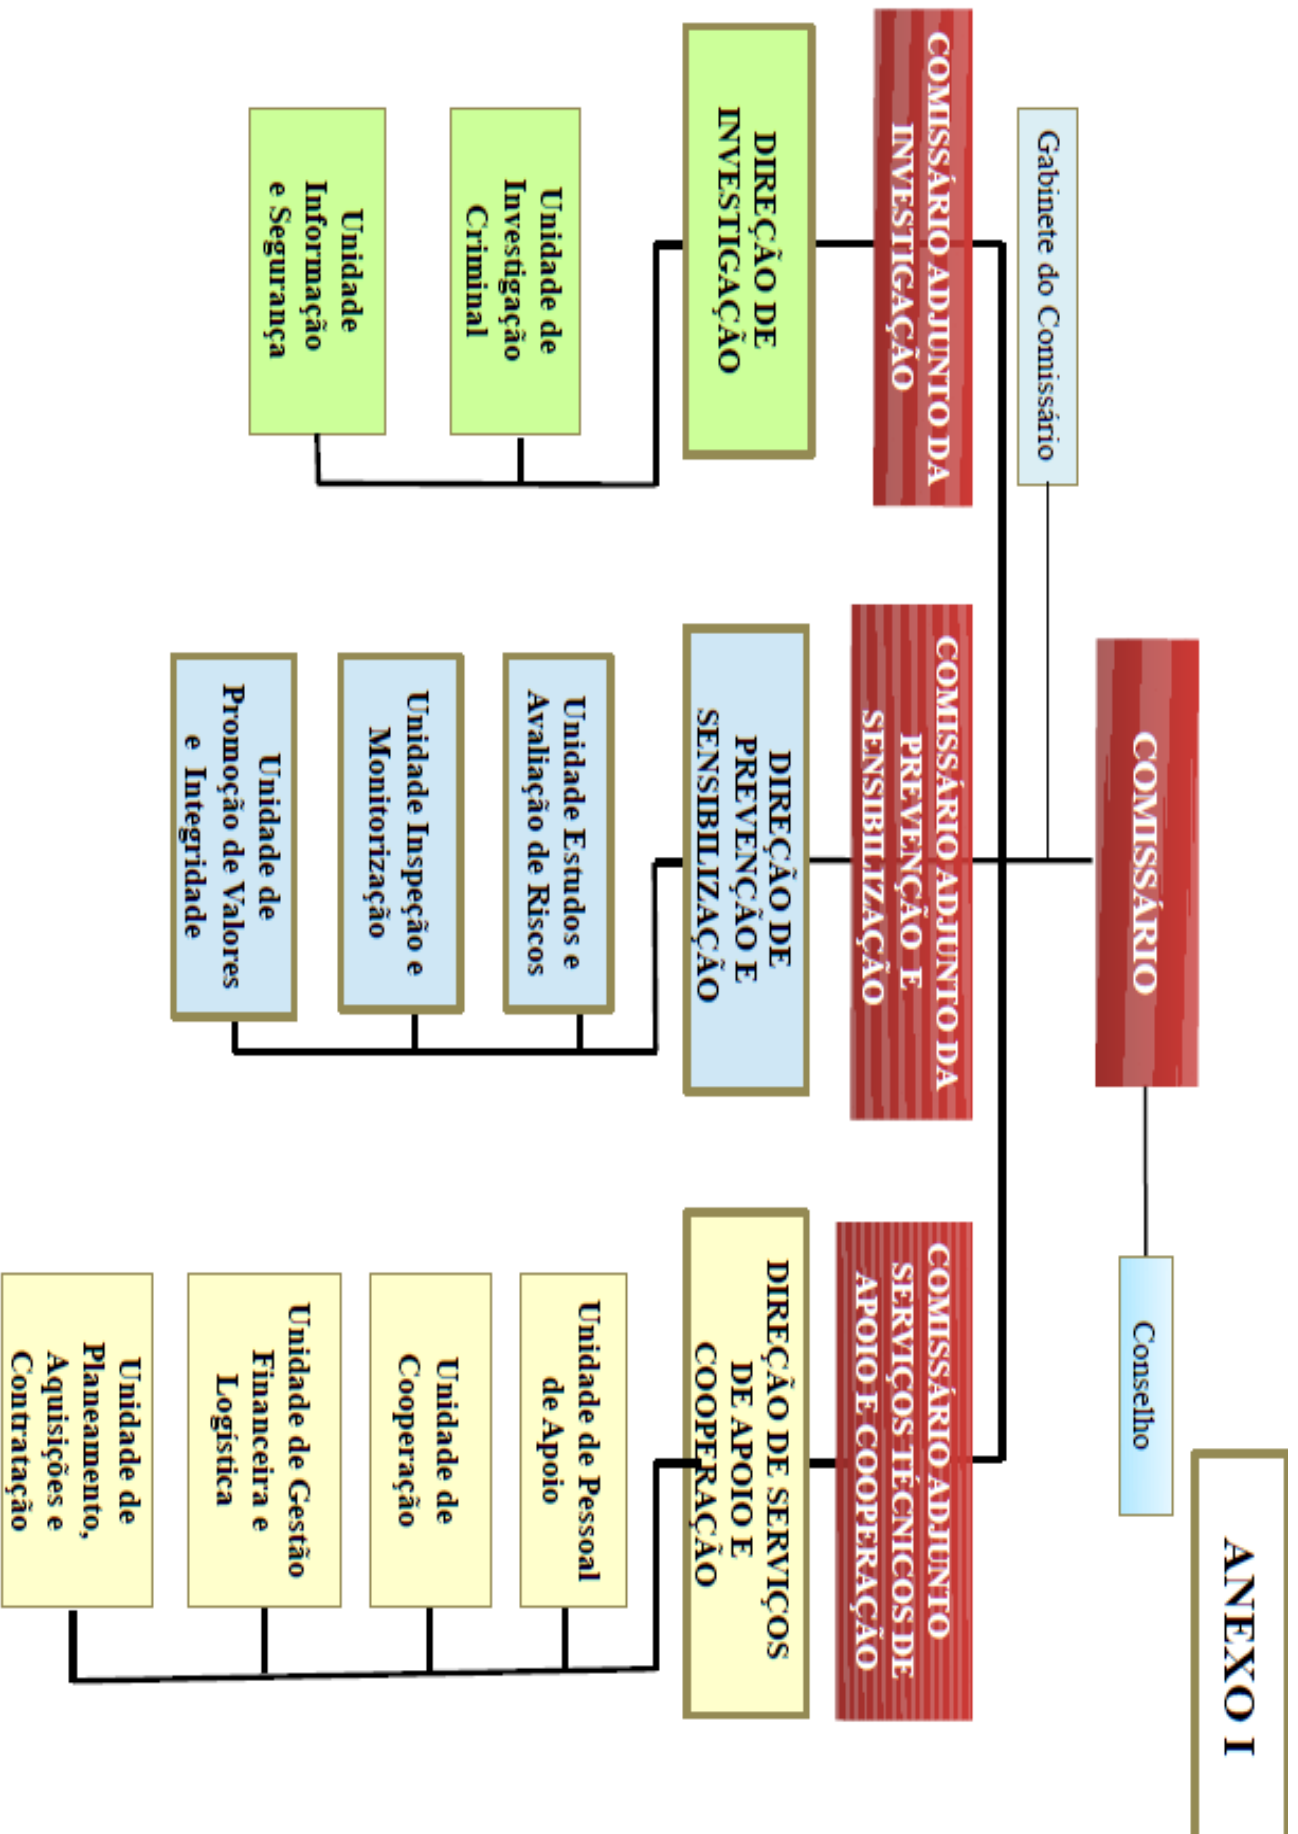 ANEXO I
COMISSÁRIO
Conselho
Gabinete do Comissário
COMISSÁRIO ADJUNTO DA
INVESTIGAÇÃO
COMISSÁRIO ADJUNTO DA
PREVENÇÃO E
SENSIBILIZAÇÃO
COMISSÁRIO ADJUNTO
SERVIÇOS TÉCNICOS DE
APOIO E COOPERAÇÃO
DIREÇÃO DE
INVESTIGAÇÃO
DIREÇÃO DE
PREVENÇÃO E
SENSIBILIZAÇÃO
DIREÇÃO DE SERVIÇOS
DE APOIO E
COOPERAÇÃO
Unidade de
Investigação
Criminal
Unidade
Informação
e Segurança
Unidade Estudos e
Avaliação de Riscos
Unidade Inspeção e
Monitorização
Unidade de
Promoção de Valores
e Integridade
Unidade de Pessoal
de Apoio
Unidade de
Cooperação
Unidade de Gestão
Financeira e
Logística
Unidade de
Planeamento,
Aquisições e
Contratação